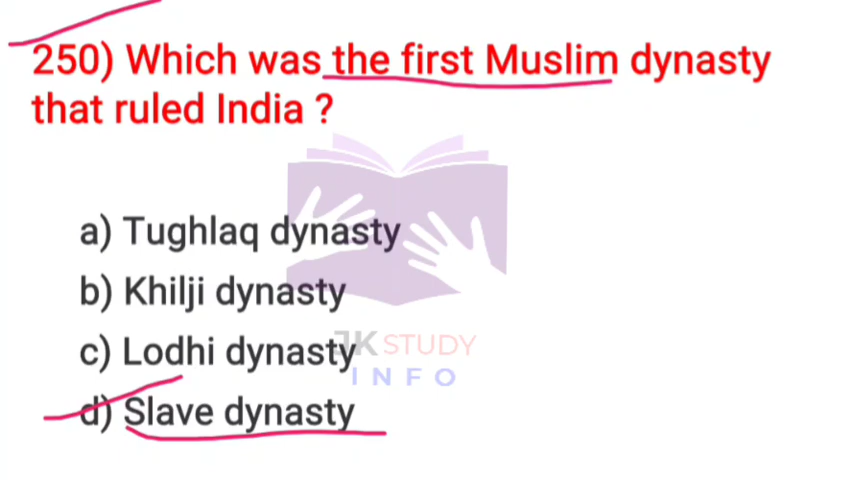 250) Which was the first Muslim dynasty
that ruled India ?
a) Tughlaq dynasty
b) Khilji dynasty
c) Lodhi dynasty
JK STUDY
INFO
d) Slave dynasty